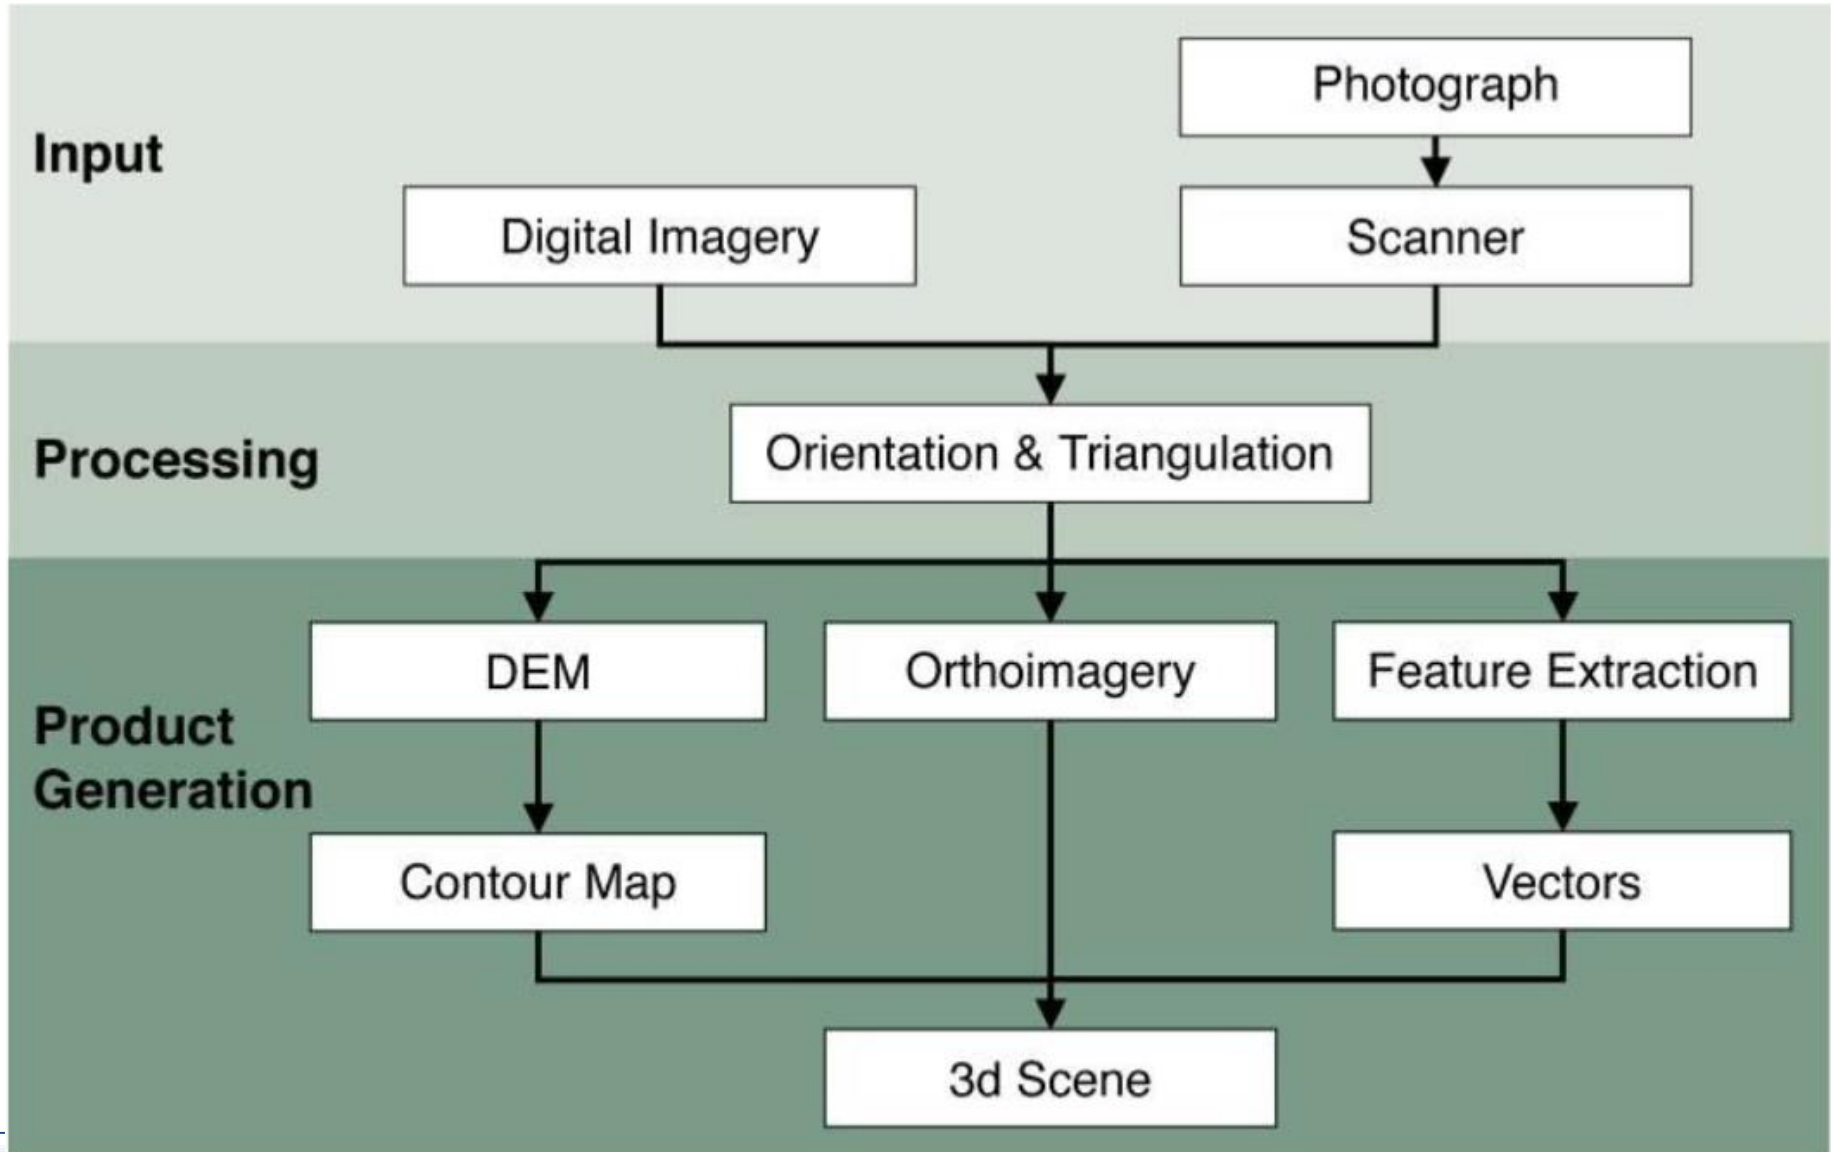 Input
Photograph
Digital Imagery
Scanner
Processing
Orientation & Triangulation
Product
Generation
DEM
Orthoimagery
Feature Extraction
Contour Map
Vectors
3d Scene